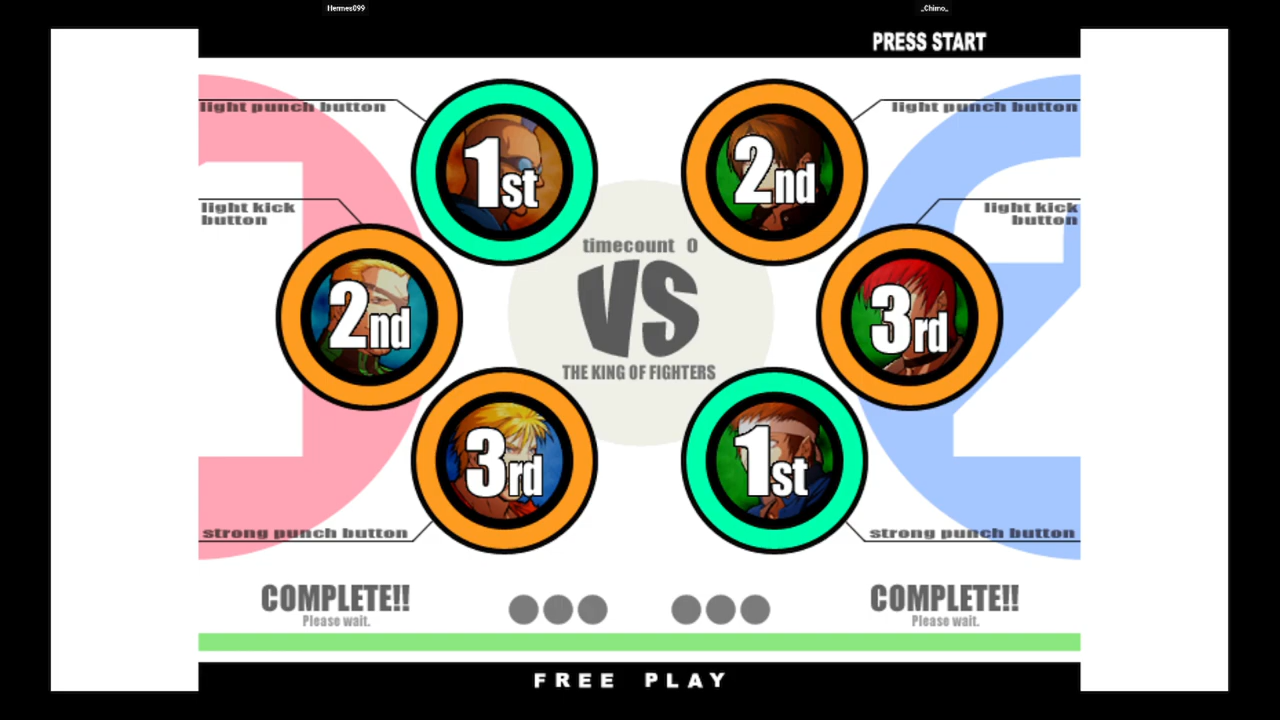 Hermes099
_Chimo_
PRESS START
light punch button
light punch button
1st
2nd
light kick
button
light kick
button
timecount 0
VS
THE KING OF FIGHTERS
2nd
3rd
3rd
1st
strong punch button
strong punch button
COMPLETE!!
Please wait.
COMPLETE!!
Please wait.
FREE PLAY